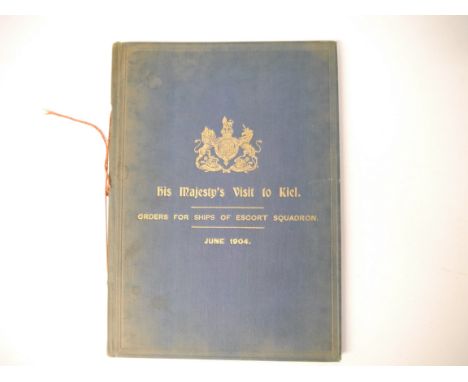 His Majesty's Visit to Kiel.
ORDERS FOR SHIPS OF ESCORT SQUADRON.
JUNE 1904.